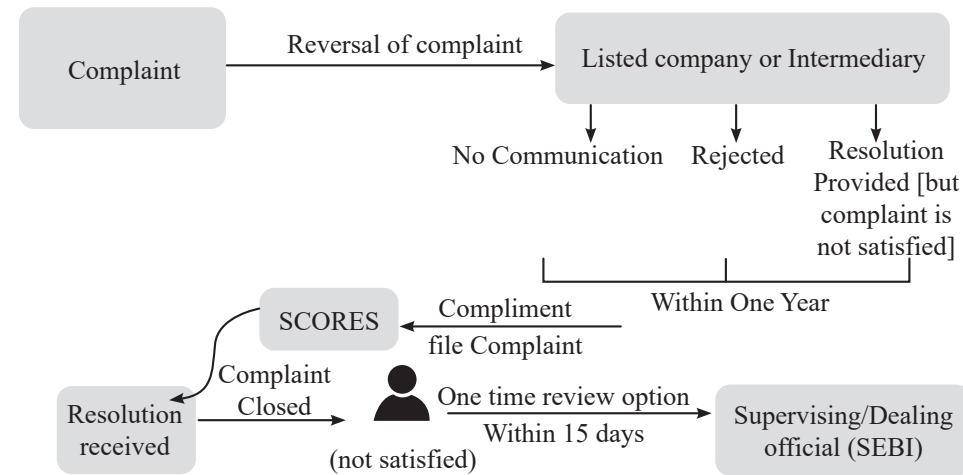 Reversal of complaint
Complaint
Listed company or Intermediary
No Communication
Rejected
Resolution
Provided [but
complaint is
not satisfied]
Within One Year
SCORES
Compliment
file Complaint
Complaint
Closed
Resolution
received
(not satisfied)
One time review option
Within 15 days
Supervising/Dealing
official (SEBI)